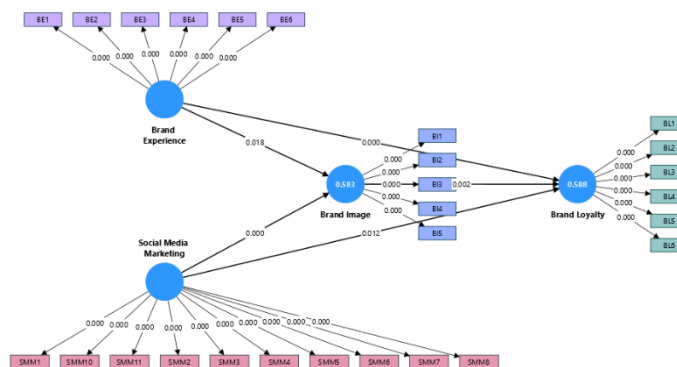 BE1 BE2 BE3 BE4 BE5 BE6
0.000 0.000 0.000 0.000 0.000 0.000
Brand
Experience
0.018
0.000
BI1
BI2
BI3
BI4
BI5
0.000
0.000
0.000
0.000
0.000
0.583
Brand Image
0.002
BL1
BL2
BL3
BL4
BL5
BL6
0.000
0.000
0.000
0.000
0.000
0.000
0.588
Brand Loyalty
0.000
0.012
Social Media
Marketing
0.000 0.000 0.000 0.000 0.000 0.000 0.000 0.000 0.000 0.000
SMM1 SMM10 SMM11 SMM2 SMM3 SMM4 SMM5 SMM6 SMM7 SMM8